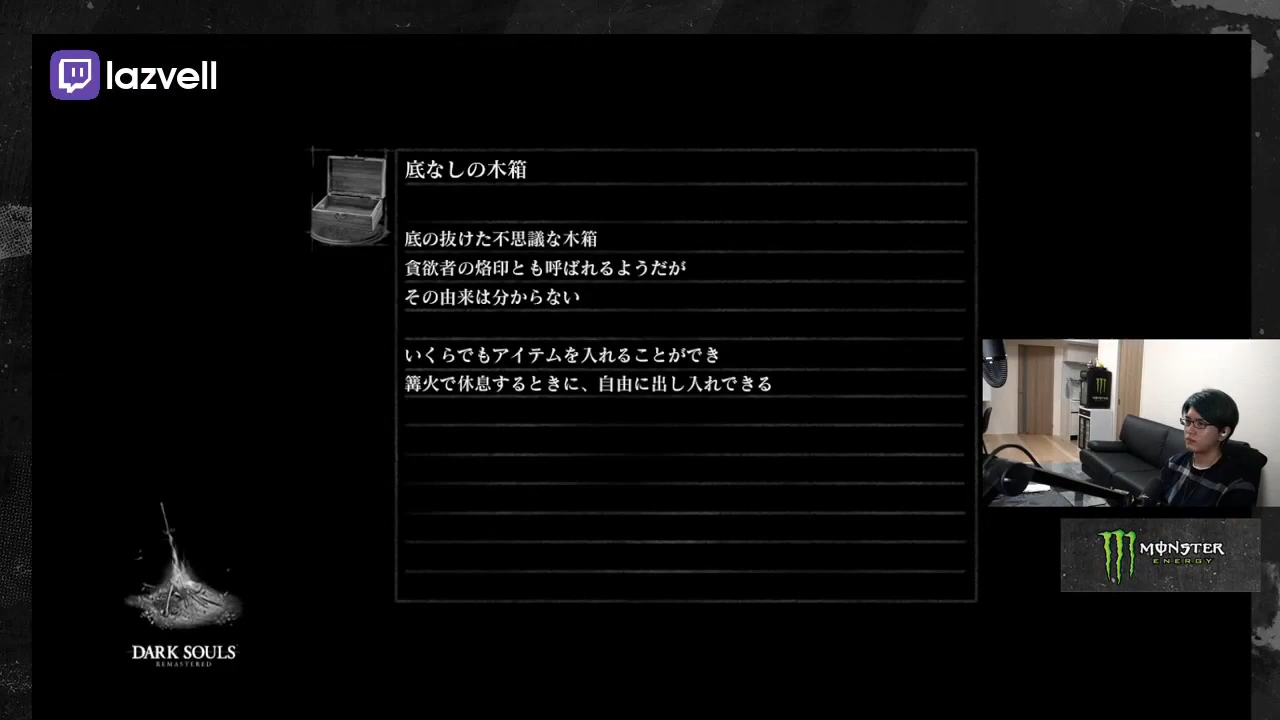 lazvell
底なしの木箱
底の抜けた不思議な木箱
貪欲者の烙印とも呼ばれるようだが
その由来は分からない
いくらでもアイテムを入れることができ
篝火で休息するときに、自由に出し入れできる
DARK SOULS
REMASTERED
MONSTER
ENERGY